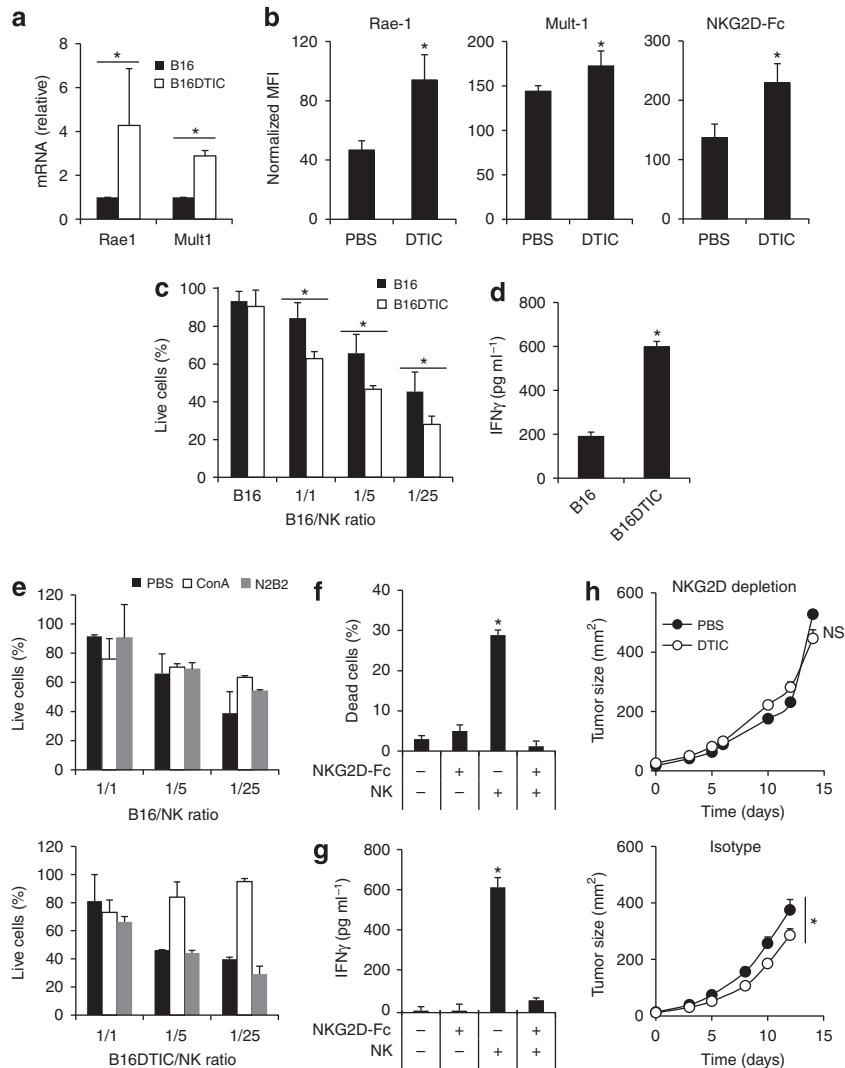 a
mRNA (relative)
8
6
4
2
0
*
*
B16
B16DTIC
Rae1
Mult1
b
Normalized MFI
Rae-1
120
80
40
0
*
PBS
DTIC
Mult-1
200
150
100
50
0
*
PBS
DTIC
NKG2D-Fc
300
200
100
0
*
PBS
DTIC
c
Live cells (%)
100
80
60
40
20
0
B16
B16DTIC
*
*
*
B16
1/1
1/5
1/25
B16/NK ratio
d
IFNγ (pg ml−1)
800
600
400
200
0
*
B16
B16DTIC
e
PBS
ConA
N2B2
Live cells (%)
120
100
80
60
40
20
0
1/1
1/5
1/25
B16/NK ratio
Live cells (%)
120
100
80
60
40
20
0
1/1
1/5
1/25
B16DTIC/NK ratio
f
Dead cells (%)
40
30
20
10
0
*
NKG2D-Fc – + – +
NK – – + +
g
IFNγ (pg ml−1)
800
600
400
600
0
*
NKG2D-Fc – + – +
NK – – + +
h
NKG2D depletion
Tumor size (mm2)
600
400
200
0
PBS
DTIC
NS
0
5
10
15
Time (days)
Isotype
Tumor size (mm2)
600
400
200
0
*
0
5
10
15
Time (days)